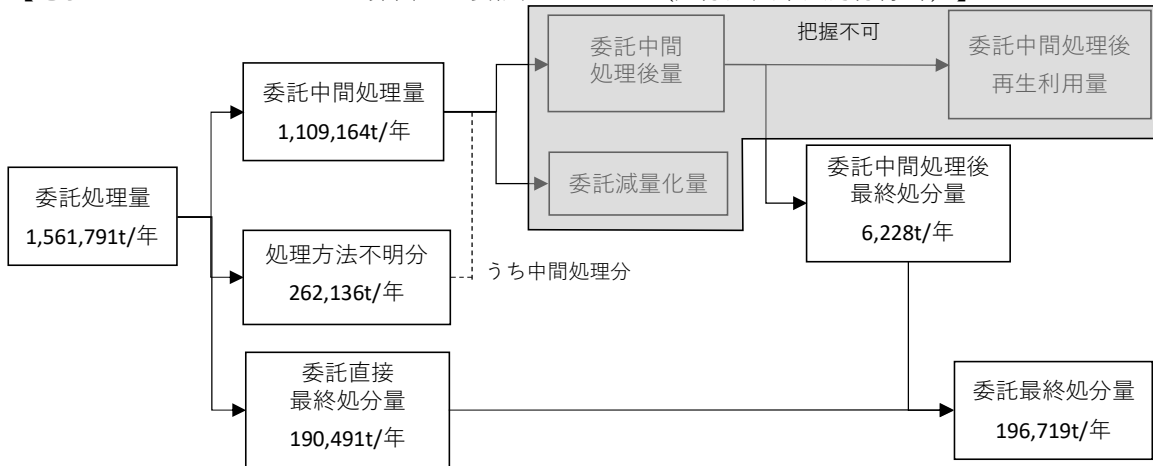 把握不可
委託中間
処理後量
委託中間処理後
再生利用量
委託中間処理量
1,109,164t/年
委託減量化量
委託中間処理後
最終処分量
6,228t/年
委託処理量
1,561,791t/年
処理方法不明分
262,136t/年
うち中間処理分
委託直接
最終処分量
190,491t/年
委託最終処分量
196,719t/年